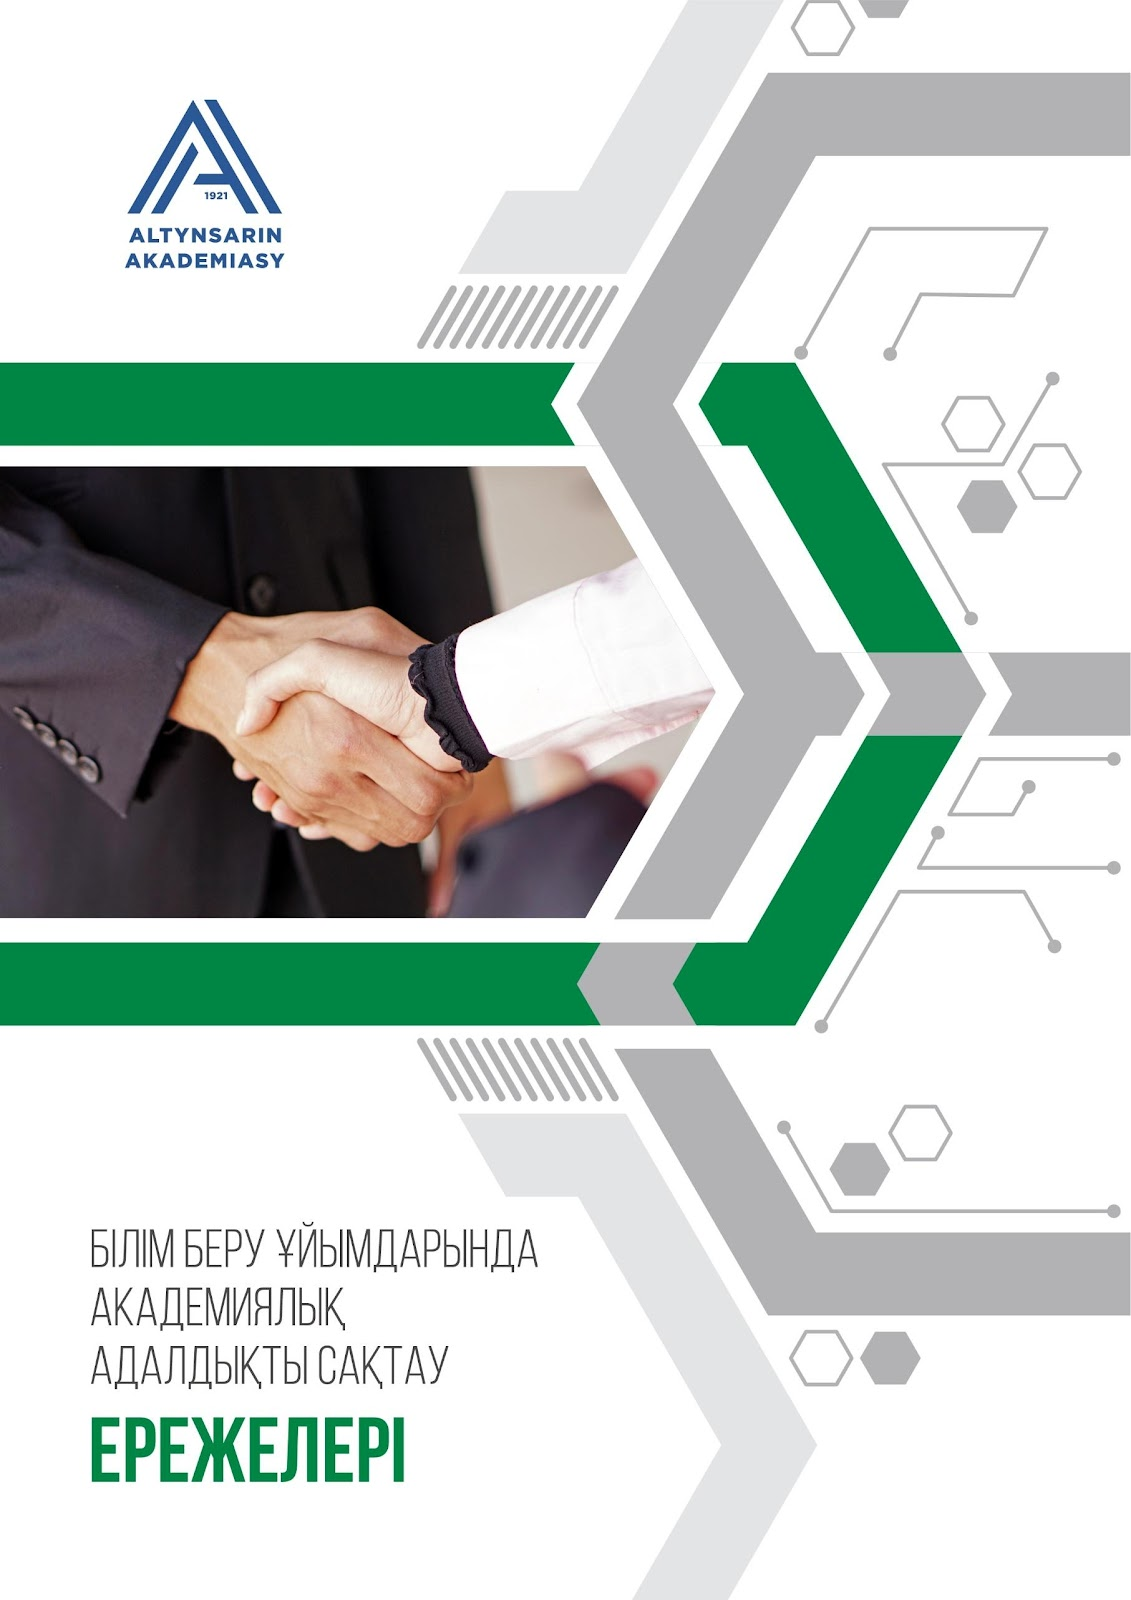 1921
ALTYNSARIN
AKADEMIASY
БІЛІМ БЕРУ ҰЙЫМДАРЫНДА
АКАДЕМИЯЛЫҚ
АДАЛДЫҚТЫ САҚТАУ
ЕРЕЖЕЛЕРІ